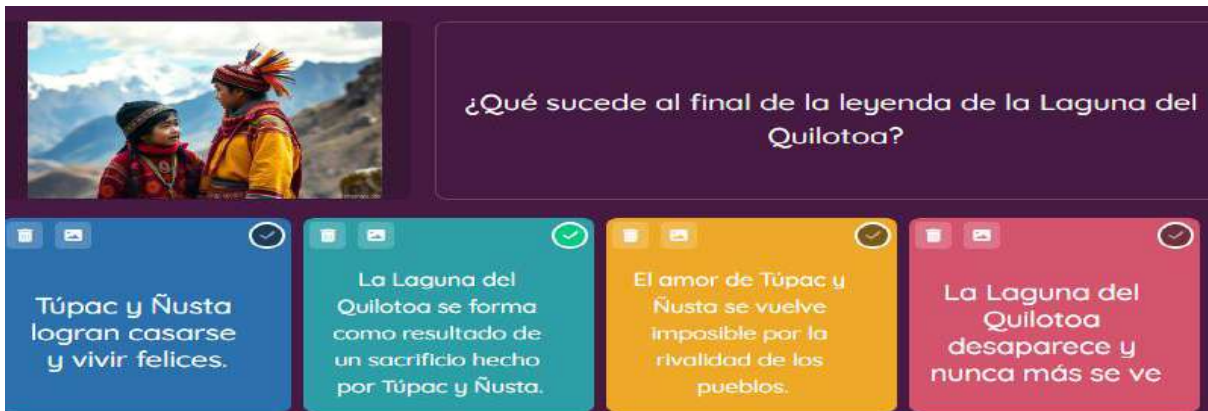 ¿Qué sucede al final de la leyenda de la Laguna del
Quilotoa?
Túpac y Ñusta
logran casarse
y vivir felices.
La Laguna del
Quilotoa se forma
como resultado de
un sacrificio hecho
por Túpac y Ñusta.
El amor de Túpac y
Ñusta se vuelve
imposible por la
rivalidad de los
pueblos.
La Laguna del
Quilotoa
desaparece y
nunca más se ve